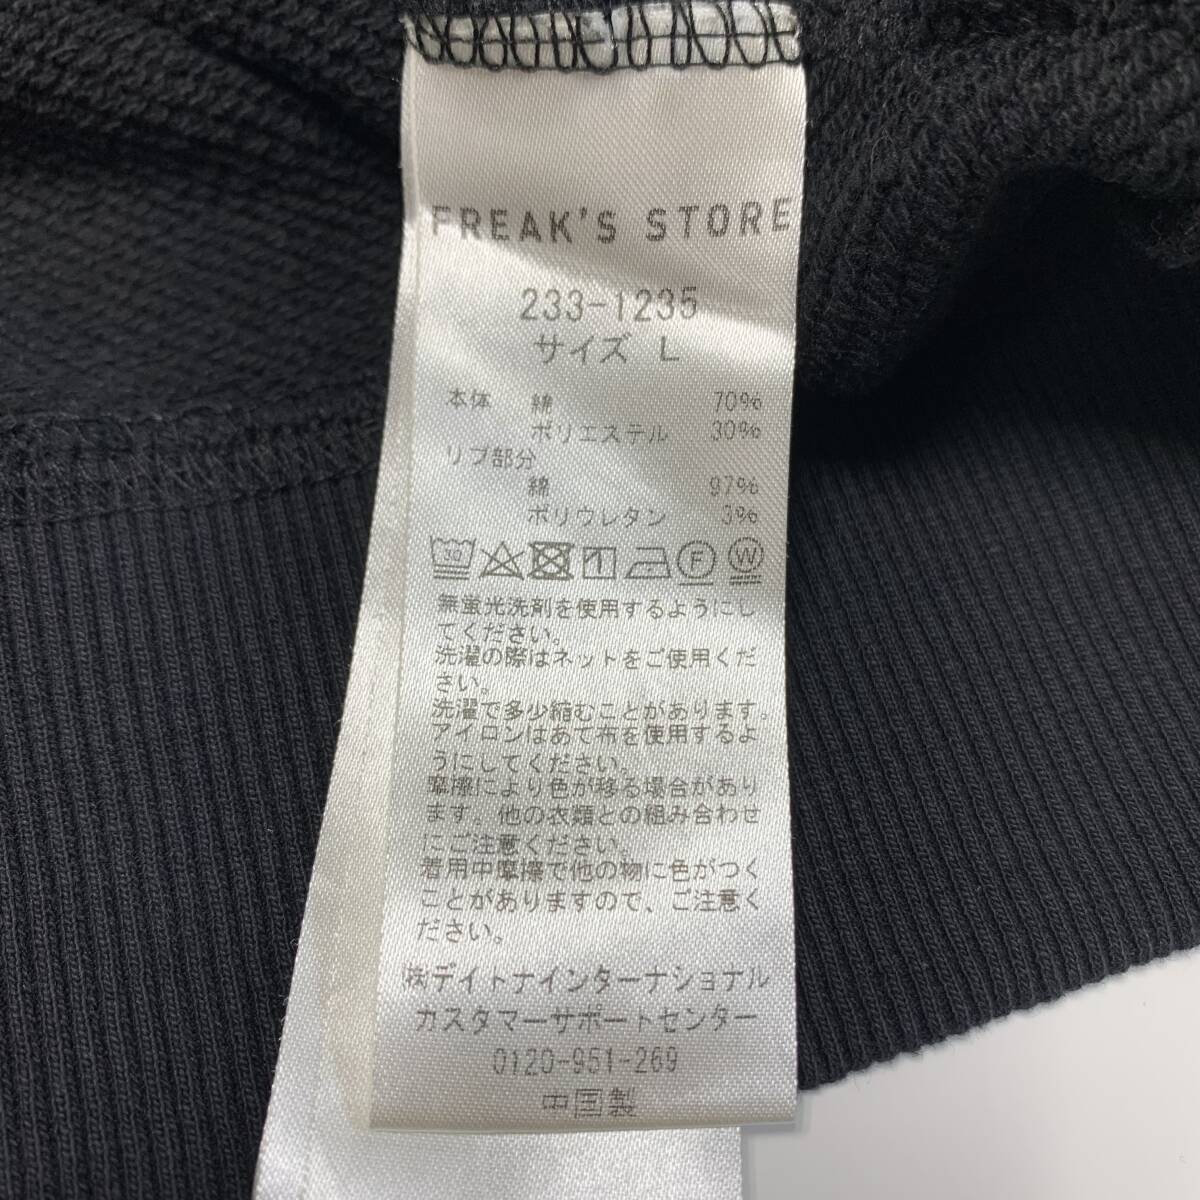 FREAK'S STORE
233-1235
サイズ L
本体 綿 70%
ポリエステル 30%
リブ部分
綿 97%
ポリウレタン 3%
30 F W
無蛍光洗剤を使用するようにし
てください。
洗濯の際はネットをご使用くだ
さい。
洗濯で多少縮むことがあります。
アイロンはあて布を使用するよ
うにしてください。
摩擦により色が移る場合があり
ます。他の衣類との組み合わせ
にご注意ください。
着用中摩擦で他の物に色がつく
ことがありますので、ご注意く
ださい。
㈱デイトナインターナショナル
カスタマーサポートセンター
0120-951-269
中国製